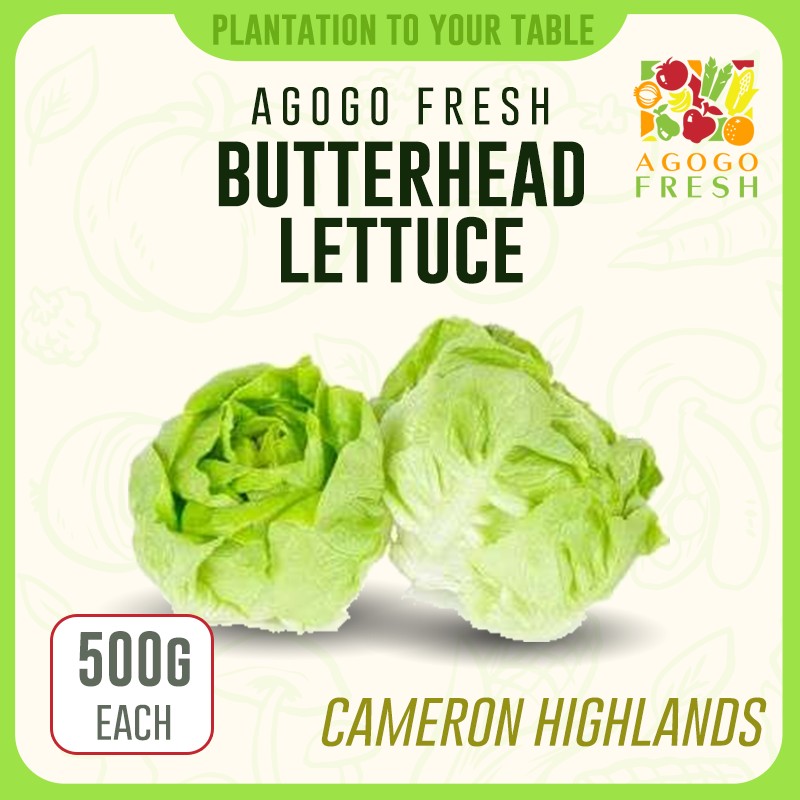 PLANTATION TO YOUR TABLE
AGOGO FRESH
BUTTERHEAD
LETTUCE
AGOGO
FRESH
500G
EACH
CAMERON HIGHLANDS